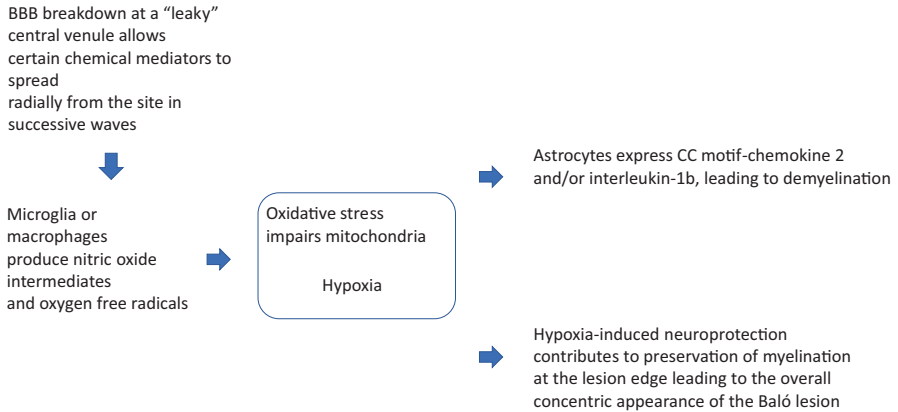 BBB breakdown at a “leaky”
central venule allows
certain chemical mediators to
spread
radially from the site in
successive waves
Microglia or
macrophages
produce nitric oxide
intermediates
and oxygen free radicals
Oxidative stress
impairs mitochondria
Hypoxia
Astrocytes express CC motif-chemokine 2
and/or interleukin-1b, leading to demyelination
Hypoxia-induced neuroprotection
contributes to preservation of myelination
at the lesion edge leading to the overall
concentric appearance of the Baló lesion